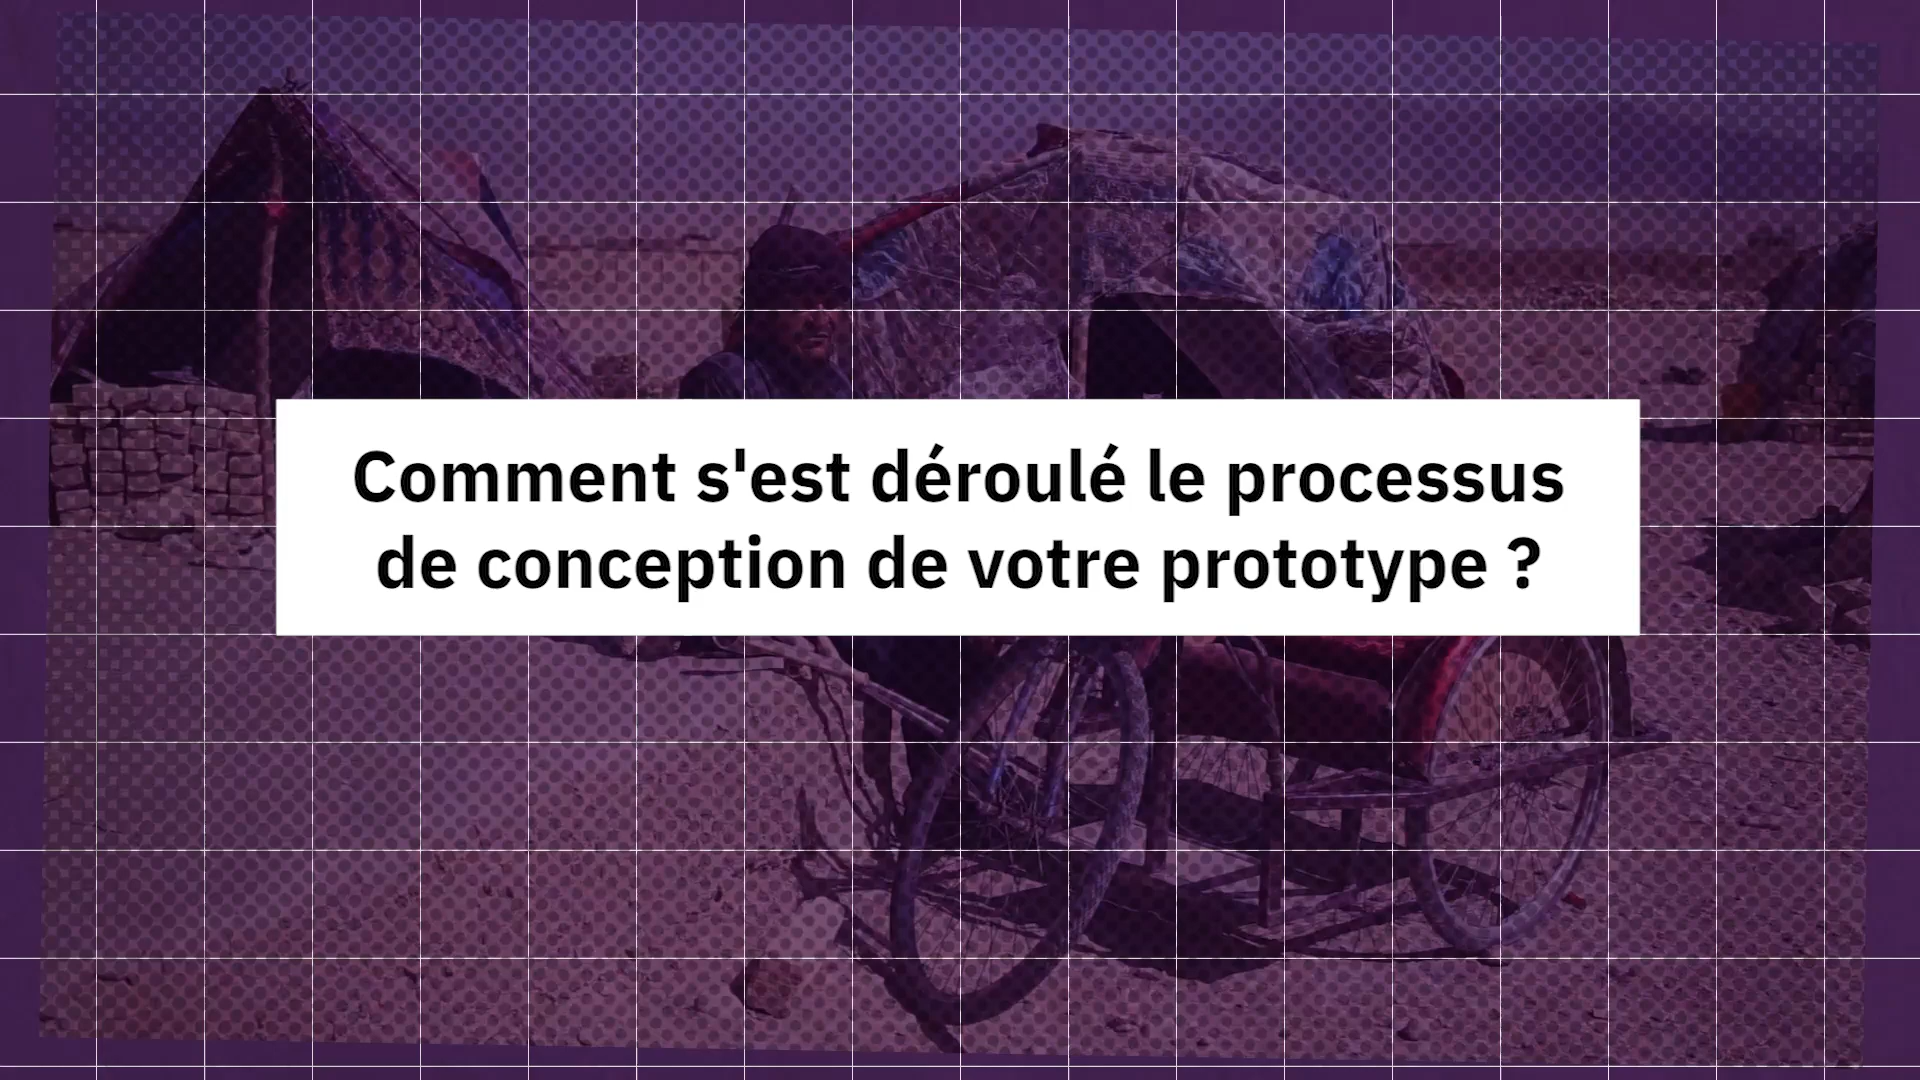 Comment s'est déroulé le processus
de conception de votre prototype ?